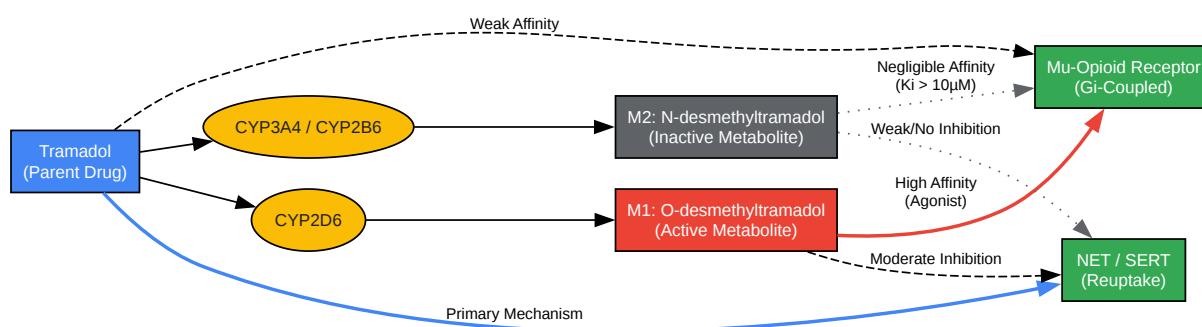 Weak Affinity
Mu-Opioid Receptor
(Gi-Coupled)
Negligible Affinity
(Ki > 10µM)
CYP3A4 / CYP2B6
M2: N-desmethyltramadol
(Inactive Metabolite)
Weak/No Inhibition
Tramadol
(Parent Drug)
High Affinity
(Agonist)
CYP2D6
M1: O-desmethyltramadol
(Active Metabolite)
Moderate Inhibition
NET / SERT
(Reuptake)
Primary Mechanism